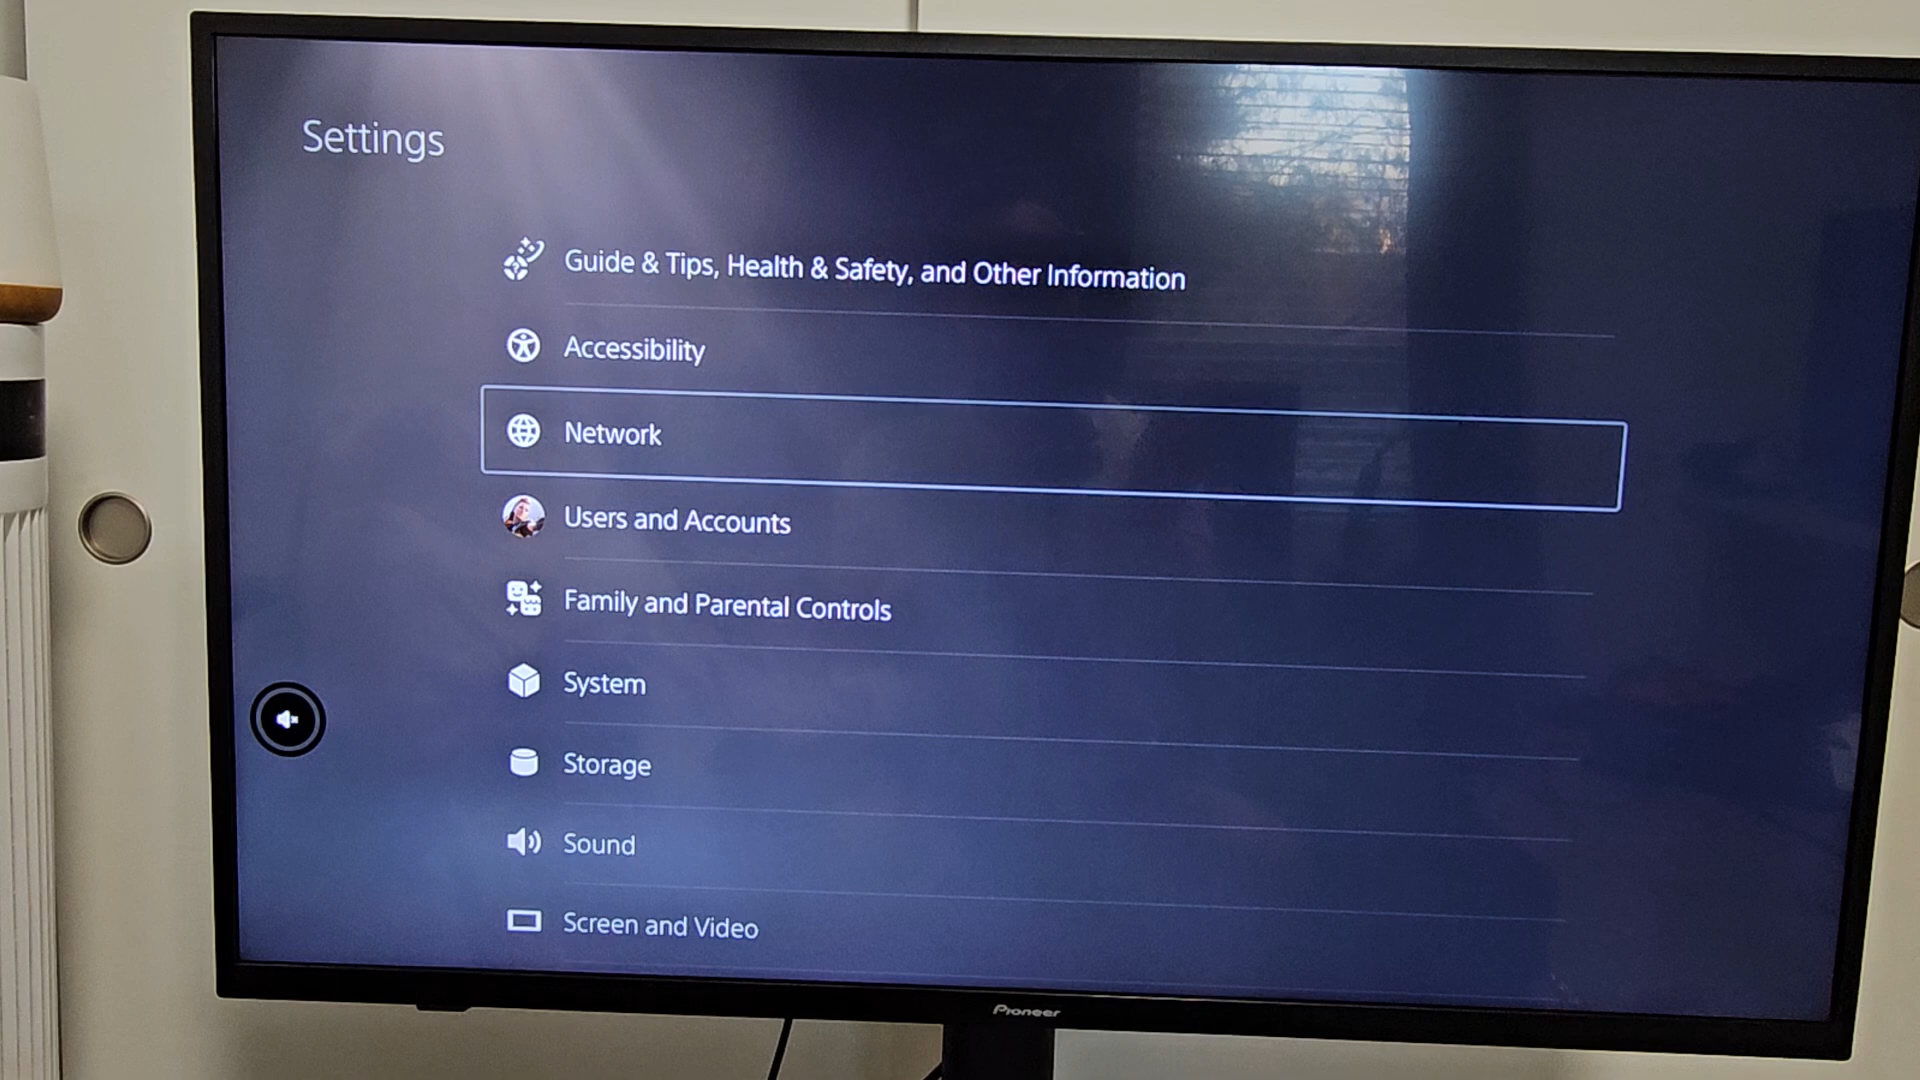 Settings
Guide & Tips, Health & Safety, and Other Information
Accessibility
Network
Users and Accounts
Family and Parental Controls
System
Storage
Sound
Screen and Video
Pioneer